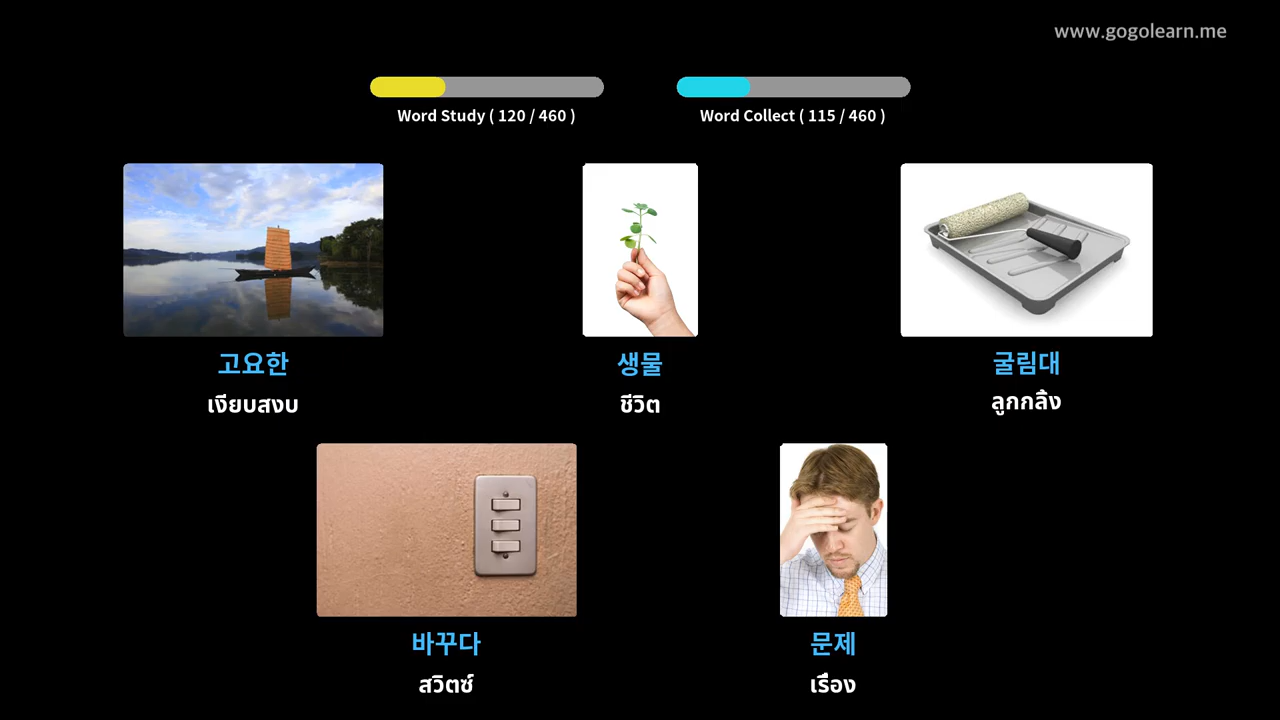 www.gogolearn.me
Word Study ( 120 / 460 )
Word Collect ( 115 / 460 )
고요한
เงียบสงบ
생물
ชีวิต
굴림대
ลูกกลิ้ง
바꾸다
สวิตซ์
문제
เรื่อง